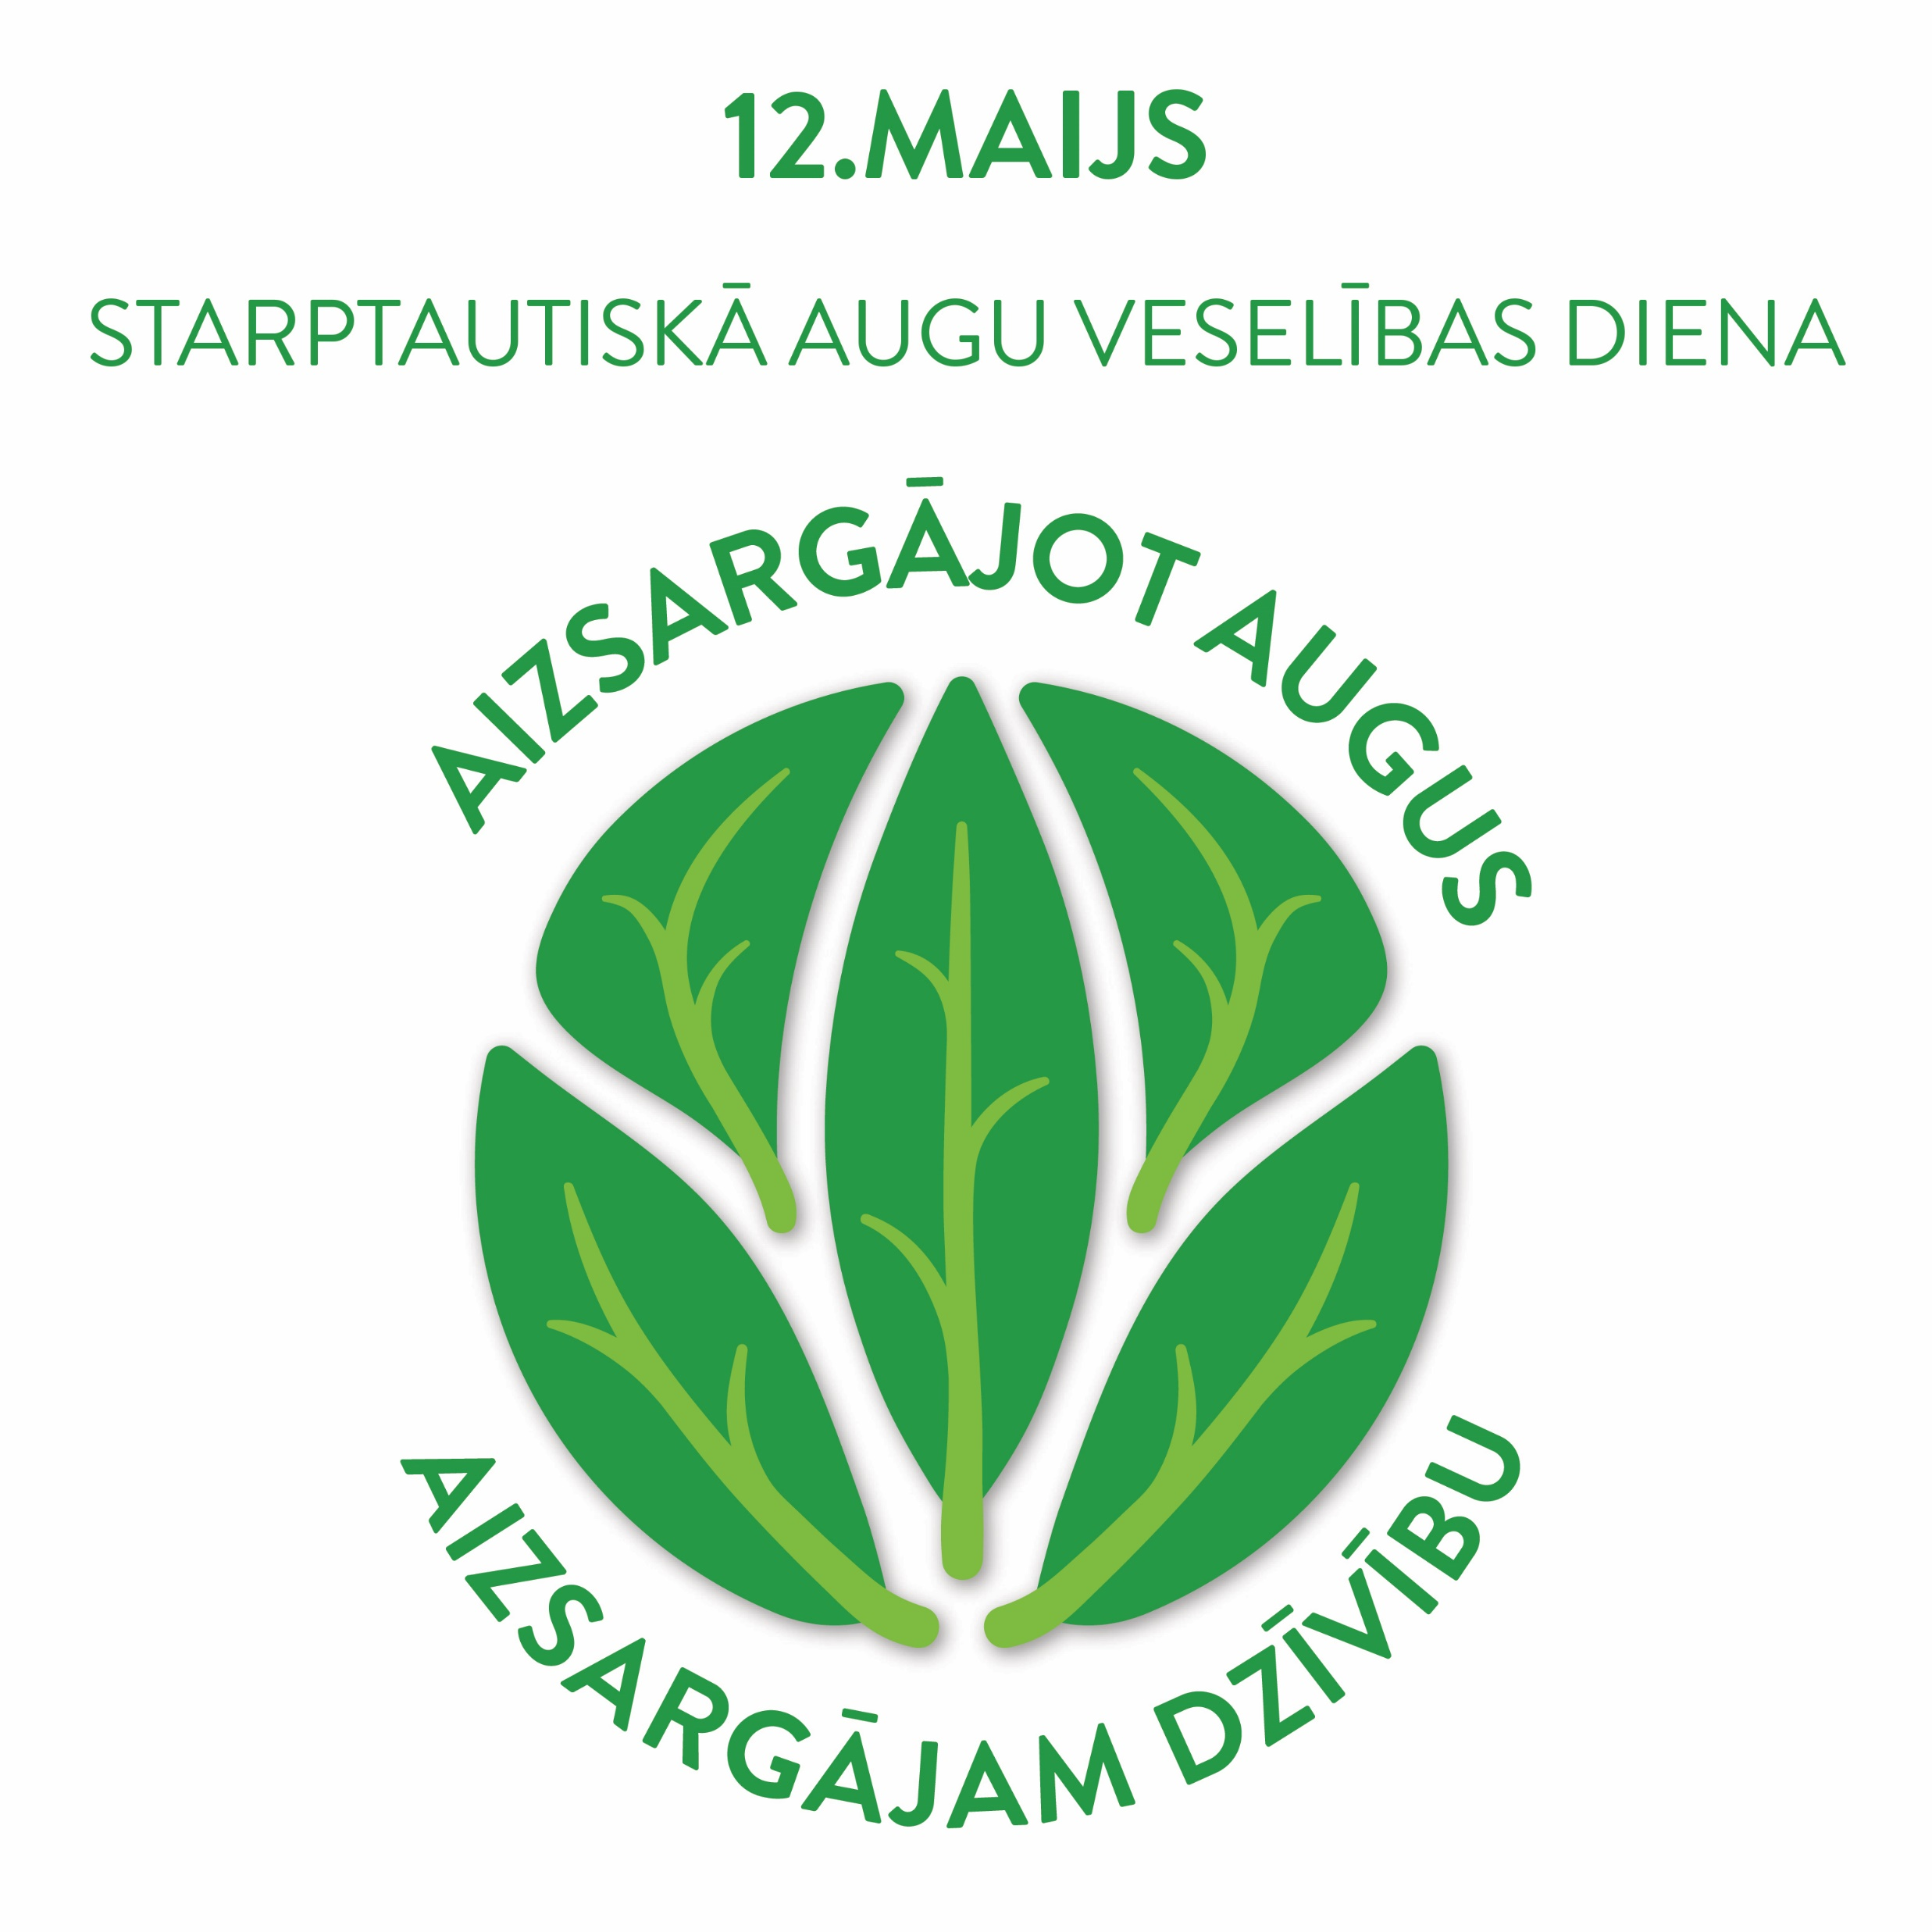 12.MAIJS
STARPTAUTISKĀ AUGU VESELĪBAS DIENA
AIZSARGĀJOT AUGUS
AIZSARGĀJAM DZĪVĪBU